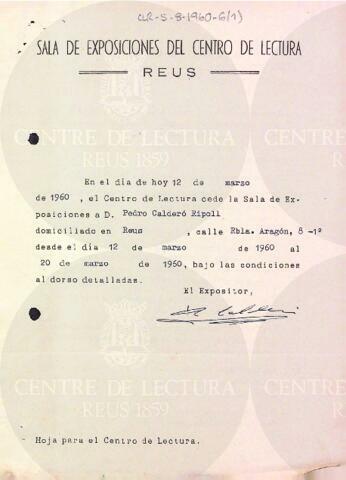 CLR-S-8-1960-6/1)
SALA DE EXPOSICIONES DEL CENTRO DE LECTURA
REUS
CENTRE DE LECTURA
REUS 1859
En el día de hoy 12 de marzo
de 1960, el Centro de Lectura cede la Sala de Ex-
posiciones a D. Pedro Calderó Ripoll
domiciliado en Reus, calle Rbla. Aragón, 8-1º
desde el día 12 de marzo de 1960 al
20 de marzo de 1960, bajo las condiciones
al dorso detalladas.
El Expositor,
CENTRE DE LECTURA
REUS 1859
Hoja para el Centro de Lectura.